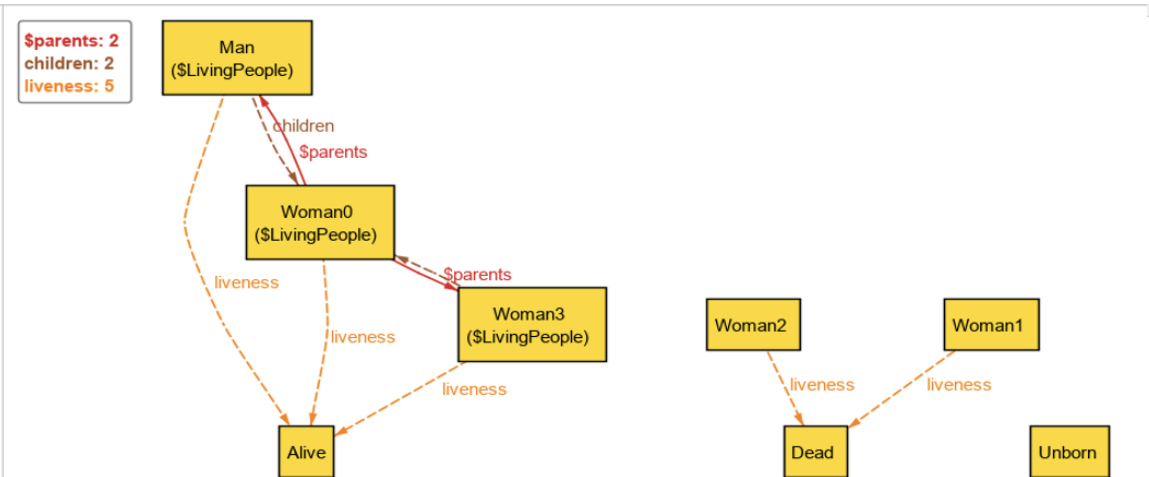 $parents: 2
children: 2
liveness: 5
Man
($LivingPeople)
children
$parents
Woman0
($LivingPeople)
$parents
liveness
Woman3
($LivingPeople)
liveness
Woman2
Woman1
liveness
liveness
liveness
Alive
Dead
Unborn